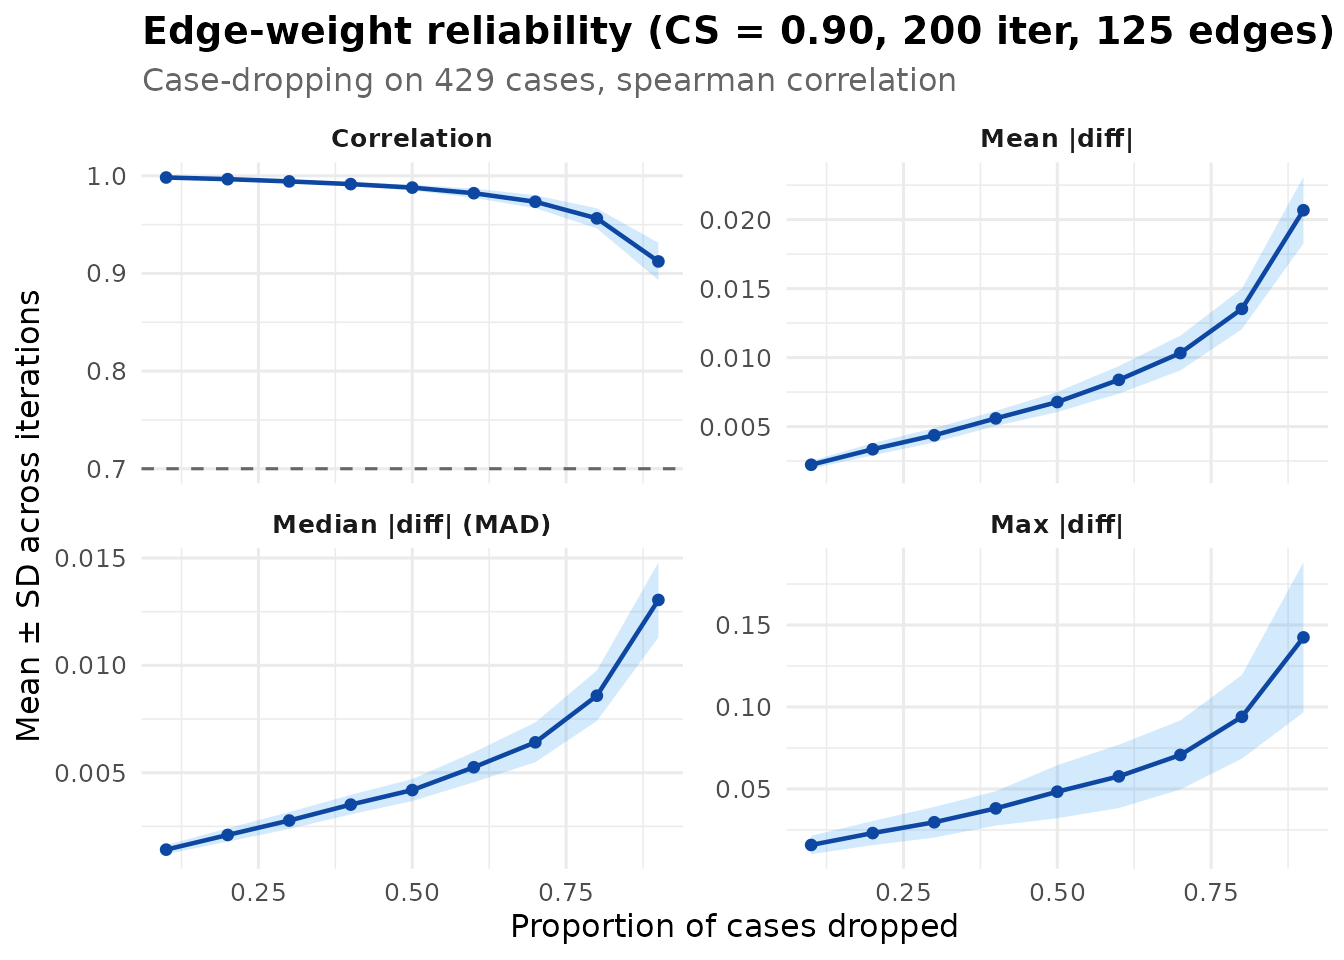 Edge-weight reliability (CS = 0.90, 200 iter, 125 edges)
Case-dropping on 429 cases, spearman correlation
Correlation
1.0
0.9
0.8
0.7
Mean |diff|
0.020
0.015
0.010
0.005
Mean ± SD across iterations
Median |diff| (MAD)
0.015
0.010
0.005
0.25 0.50 0.75
Max |diff|
0.15
0.10
0.05
0.25 0.50 0.75
Proportion of cases dropped